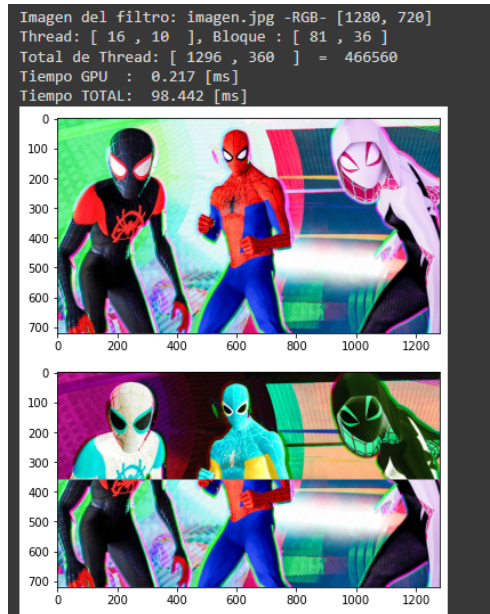 Imagen del filtro: imagen.jpg -RGB- [1280, 720]
Thread: [ 16 , 10  ], Bloque : [ 81 , 36 ]
Total de Thread: [ 1296 , 360  ]  =  466560
Tiempo GPU  :  0.217 [ms]
Tiempo TOTAL:  98.442 [ms]
0
100
200
300
400
500
600
700
0 200 400 600 800 1000 1200
0
100
200
300
400
500
600
700
0 200 400 600 800 1000 1200